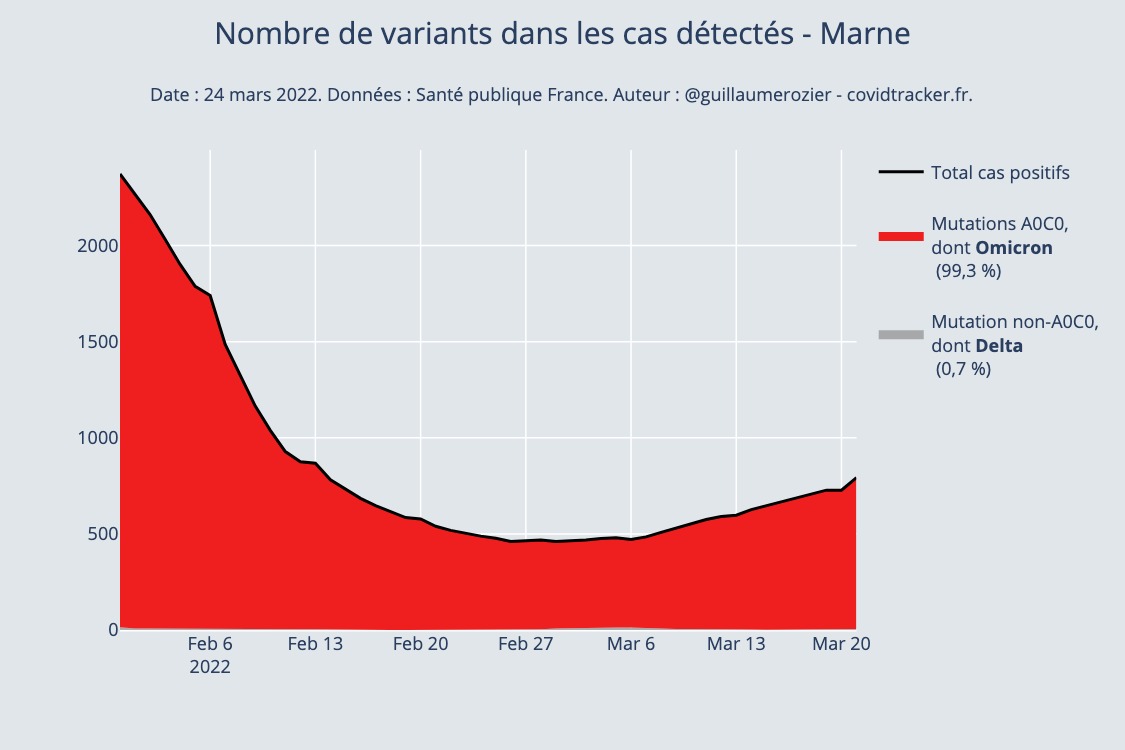 Nombre de variants dans les cas détectés - Marne
Date : 24 mars 2022. Données : Santé publique France. Auteur : @guillaumerozier - covidtracker.fr.
Total cas positifs
Mutations A0C0,
dont Omicron
(99,3 %)
Mutation non-A0C0,
dont Delta
(0,7 %)
2000
1500
1000
500
0
Feb 6 Feb 13 Feb 20 Feb 27 Mar 6 Mar 13 Mar 20
2022